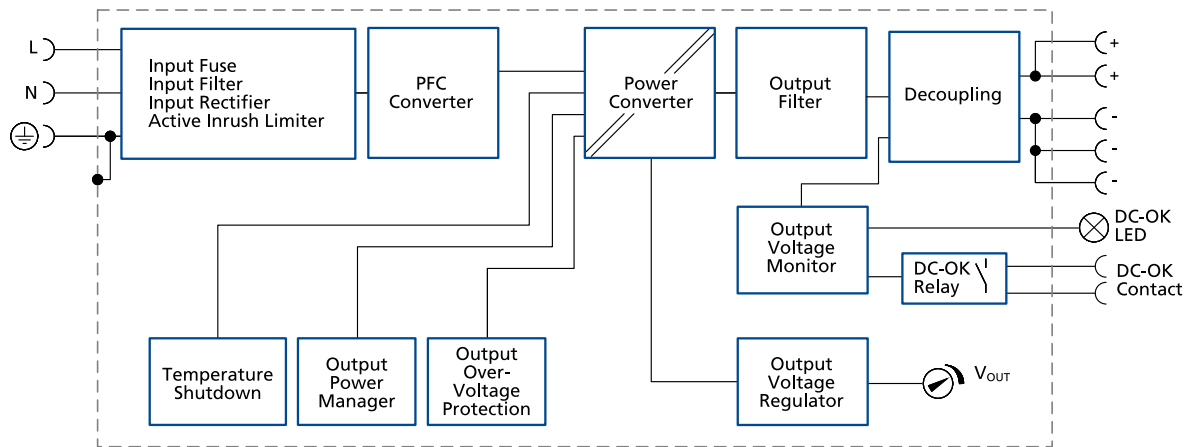 L
N
Input Fuse
Input Filter
Input Rectifier
Active Inrush Limiter
PFC
Converter
Power
Converter
Output
Filter
Decoupling
+
+
-
-
-
Output
Voltage
Monitor
DC-OK
LED
DC-OK
Relay
DC-OK
Contact
Temperature
Shutdown
Output
Power
Manager
Output
Over-
Voltage
Protection
Output
Voltage
Regulator
VOUT